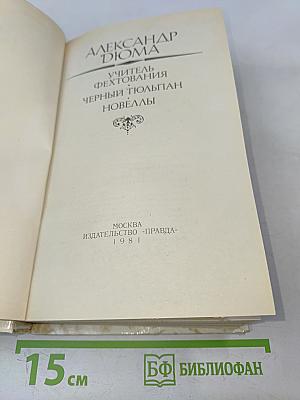 АЛЕКСАНДР
ДЮМА
УЧИТЕЛЬ
ФЕХТОВАНИЯ
ЧЕРНЫЙ ТЮЛЬПАН
НОВЕЛЛЫ
МОСКВА
ИЗДАТЕЛЬСТВО «ПРАВДА»
1981
15 см
БФ БИБЛИОФАН